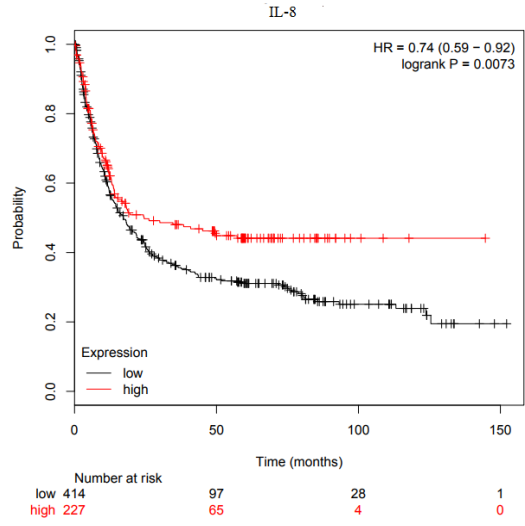 IL-8
HR = 0.74 (0.59 − 0.92)
logrank P = 0.0073
Probability
1.0
0.8
0.6
0.4
0.2
0.0
Expression
low
high
0 50 100 150
Time (months)
Number at risk
low 414 97 28 1
high 227 65 4 0